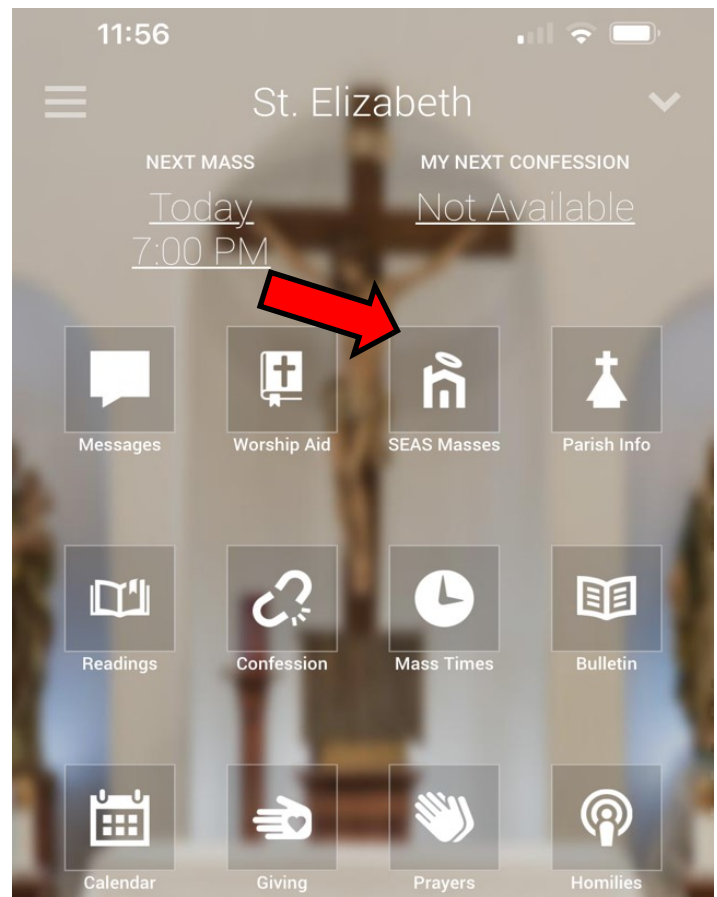 11:56
St. Elizabeth
NEXT MASS
MY NEXT CONFESSION
Today
7:00 PM
Not Available
Messages
Worship Aid
SEAS Masses
Parish Info
Readings
Confession
Mass Times
Bulletin
Calendar
Giving
Prayers
Homilies